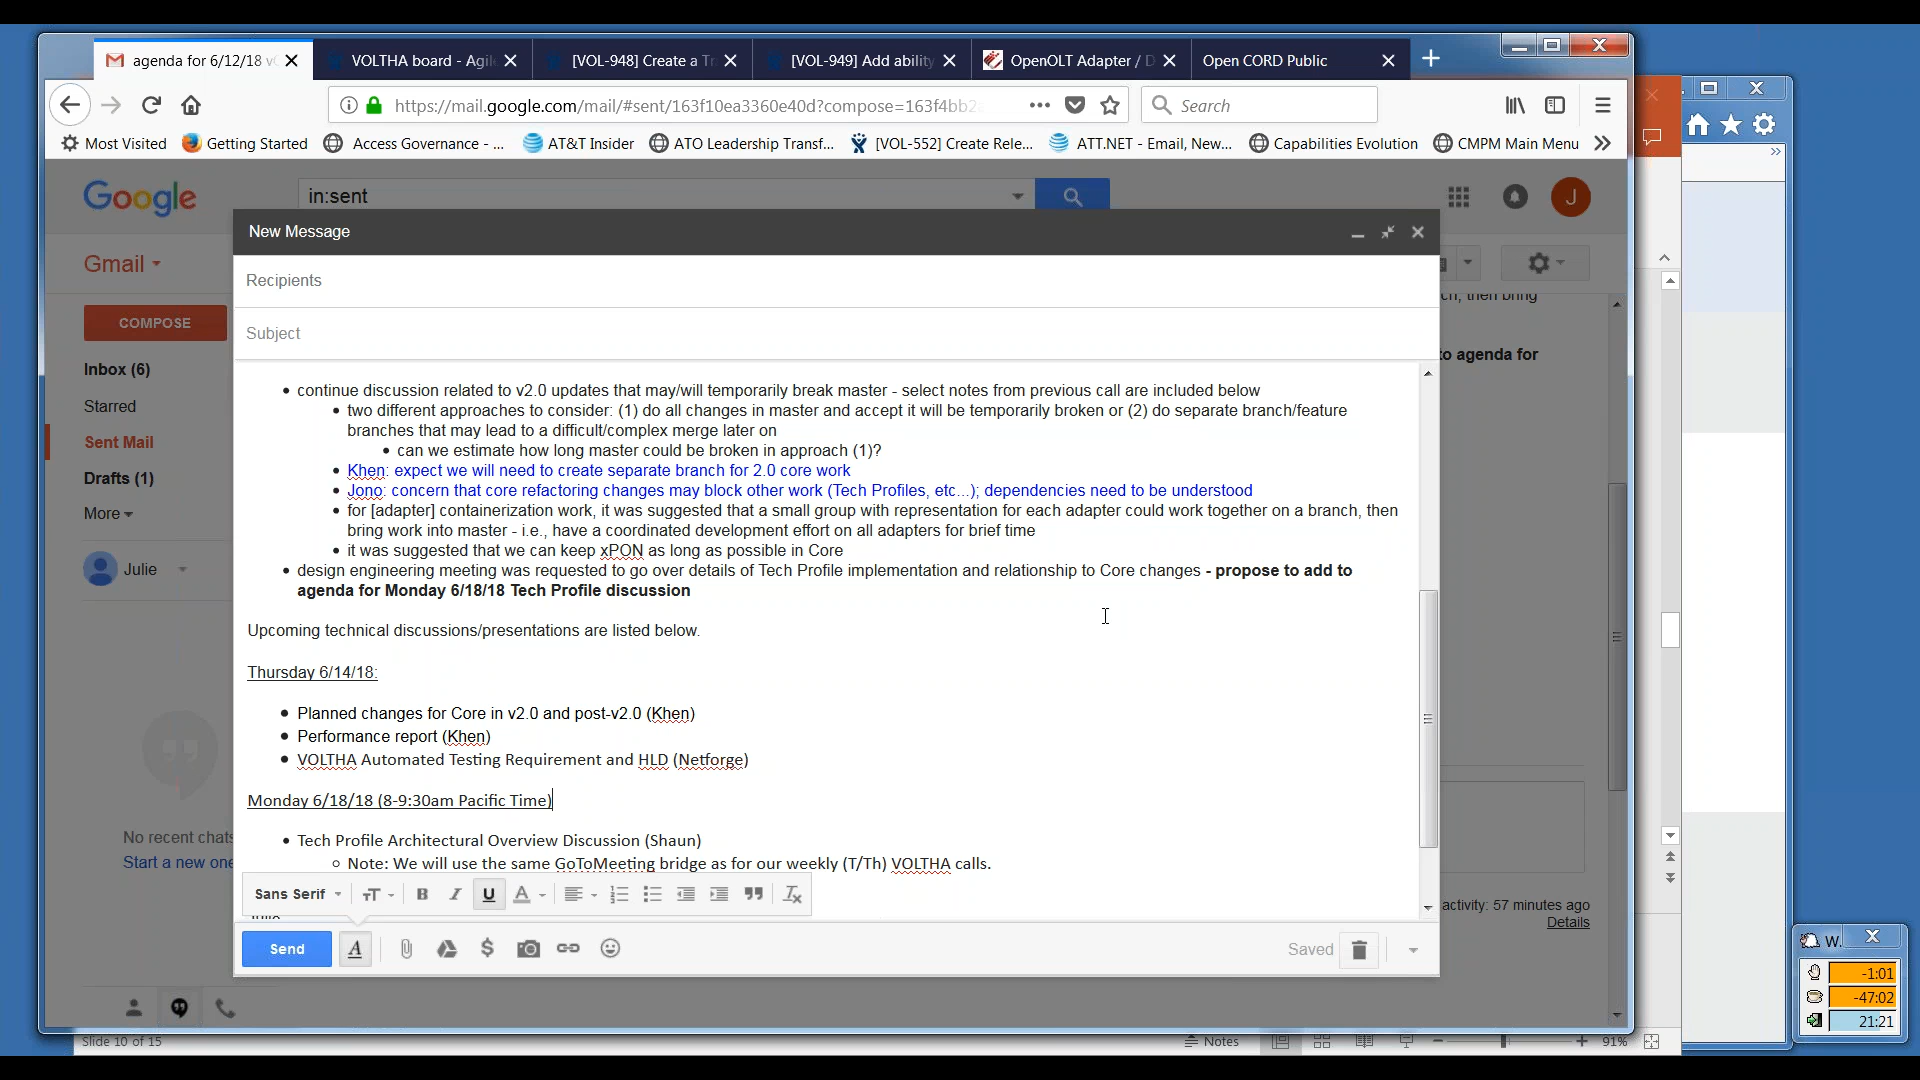 agenda for 6/12/18 v
VOLTHA board - Agil
[VOL-948] Create a T
[VOL-949] Add ability
OpenOLT Adapter / D
Open CORD Public
https://mail.google.com/mail/#sent/163f10ea3360e40d?compose=163f4bb2
Search
Most Visited
Getting Started
Access Governance - ...
AT&T Insider
ATO Leadership Transf...
[VOL-552] Create Rele...
ATT.NET - Email, New...
Capabilities Evolution
CMPM Main Menu
Google
in:sent
J
New Message
Gmail
Recipients
COMPOSE
Subject
to agenda for
Inbox (6)
Starred
Sent Mail
Drafts (1)
More
Julie
No recent chats
Start a new one
• continue discussion related to v2.0 updates that may/will temporarily break master - select notes from previous call are included below
• two different approaches to consider: (1) do all changes in master and accept it will be temporarily broken or (2) do separate branch/feature
branches that may lead to a difficult/complex merge later on
• can we estimate how long master could be broken in approach (1)?
• Khen: expect we will need to create separate branch for 2.0 core work
• Jono: concern that core refactoring changes may block other work (Tech Profiles, etc...); dependencies need to be understood
• for [adapter] containerization work, it was suggested that a small group with representation for each adapter could work together on a branch, then
bring work into master - i.e., have a coordinated development effort on all adapters for brief time
• it was suggested that we can keep xPON as long as possible in Core
• design engineering meeting was requested to go over details of Tech Profile implementation and relationship to Core changes - propose to add to
agenda for Monday 6/18/18 Tech Profile discussion
Upcoming technical discussions/presentations are listed below.
Thursday 6/14/18:
• Planned changes for Core in v2.0 and post-v2.0 (Khen)
• Performance report (Khen)
• VOLTHA Automated Testing Requirement and HLD (Netforge)
Monday 6/18/18 (8-9:30am Pacific Time)
• Tech Profile Architectural Overview Discussion (Shaun)
○ Note: We will use the same GoToMeeting bridge as for our weekly (T/Th) VOLTHA calls.
Sans Serif
Send
Saved
activity: 57 minutes ago
Details
W.
-1:01
-47:02
21:21
Slide 10 of 15
Notes
91%